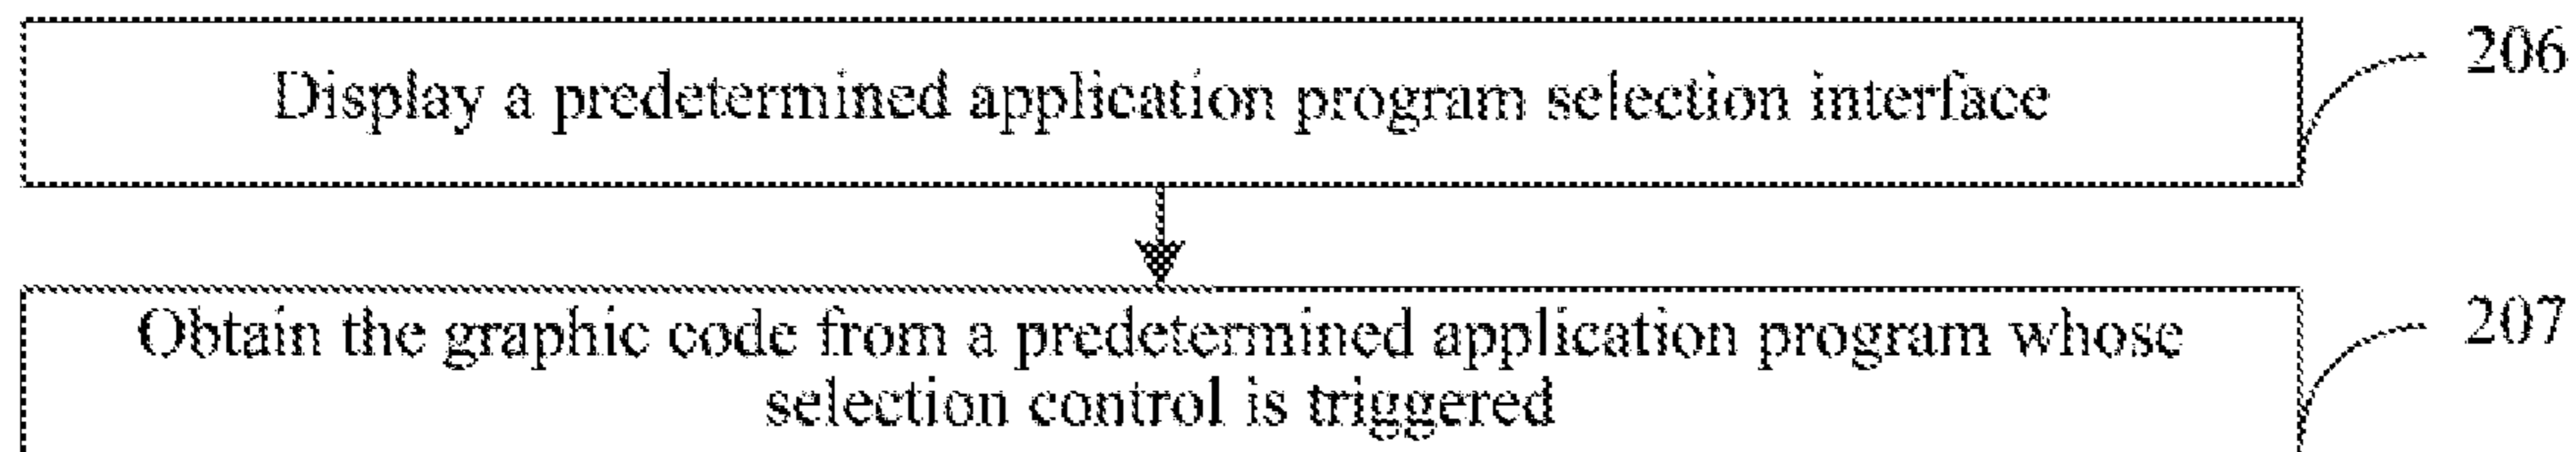 Display a predetermined application program selection interface
206
Obtain the graphic code from a predetermined application program whose
selection control is triggered
207